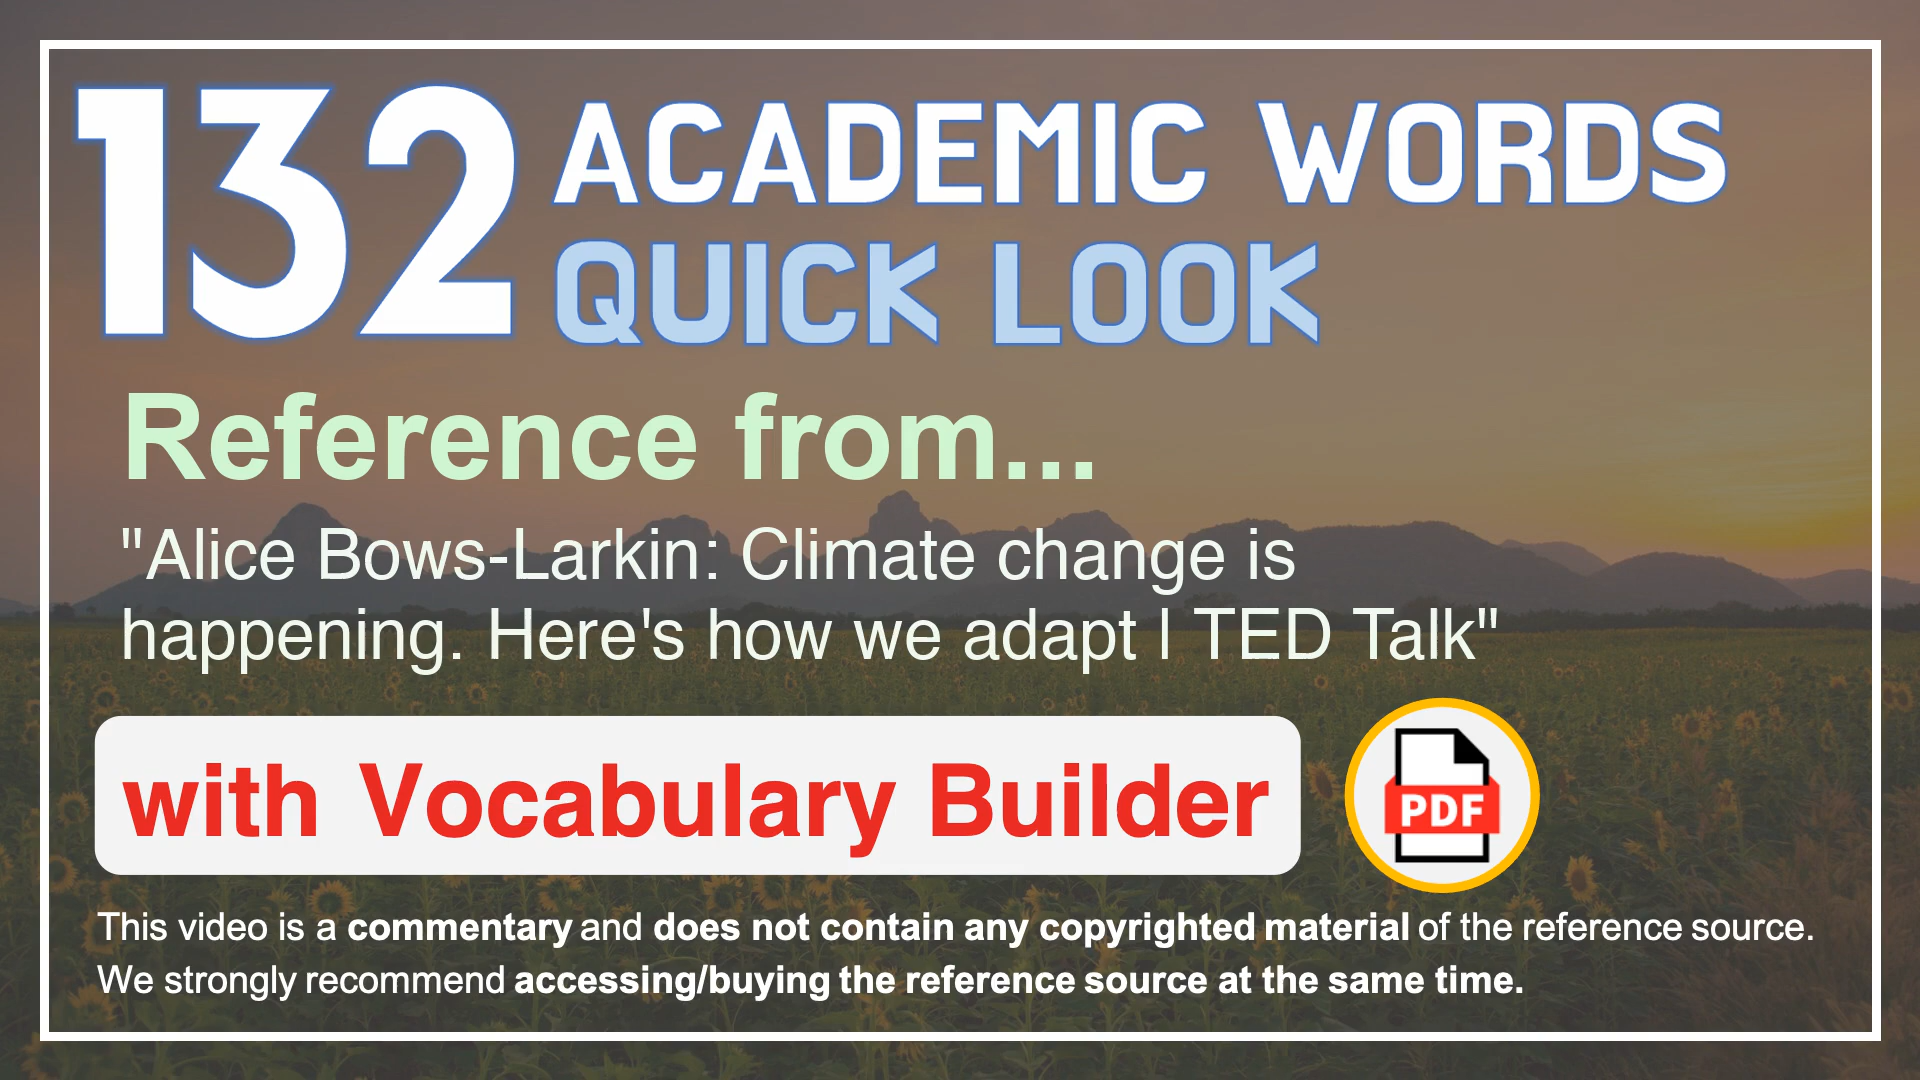 132 ACADEMIC WORDS
QUICK LOOK
Reference from...
"Alice Bows-Larkin: Climate change is
happening. Here's how we adapt | TED Talk"
with Vocabulary Builder
PDF
This video is a commentary and does not contain any copyrighted material of the reference source.
We strongly recommend accessing/buying the reference source at the same time.